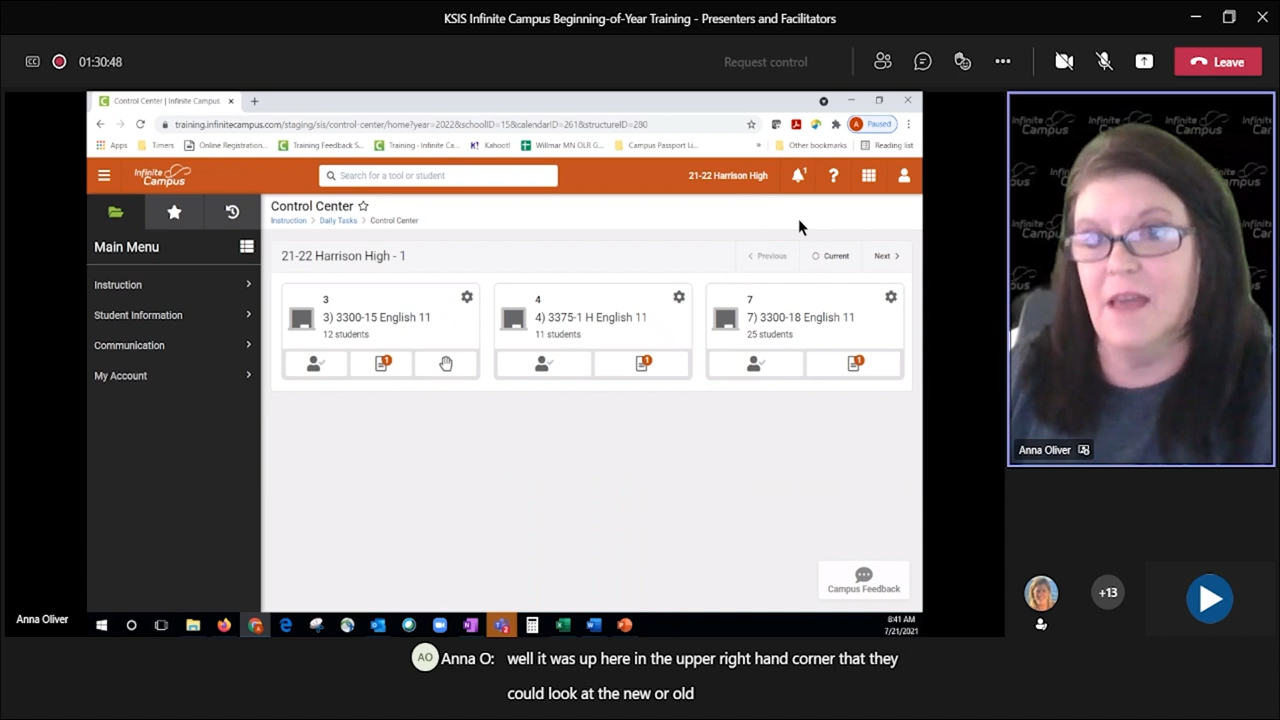 KSIS Infinite Campus Beginning-of-Year Training - Presenters and Facilitators
CC
01:30:48
Request control
Leave
Control Center | Infinite Campus
training.infinitecampus.com/staging/sis/control-center/home?year=2022&schoolID=15&calendarID=261&structureID=280
A Paused
Apps Timers Online Registration... Training Feedback S... Training - Infinite Ca... Kahoot! Willmar MN OLR G... Campus Passport Li... » Other bookmarks Reading list
Infinite Campus
Search for a tool or student
21-22 Harrison High
1
?
Control Center
Instruction > Daily Tasks > Control Center
Main Menu
Instruction
Student Information
Communication
My Account
21-22 Harrison High - 1
Previous Current Next
3
3) 3300-15 English 11
12 students
1
4
4) 3375-1 H English 11
11 students
1
7
7) 3300-18 English 11
25 students
1
Campus Feedback
8:41 AM
7/21/2021
Anna Oliver
Infinite Campus
Anna Oliver
+13
AO Anna O: well it was up here in the upper right hand corner that they
could look at the new or old